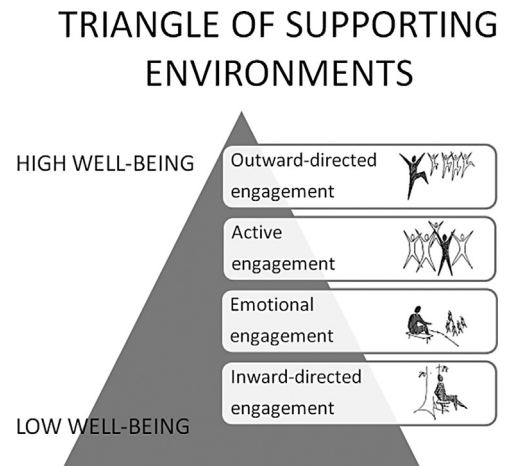 TRIANGLE OF SUPPORTING
ENVIRONMENTS
HIGH WELL-BEING
Outward-directed
engagement
Active
engagement
Emotional
engagement
Inward-directed
engagement
LOW WELL-BEING